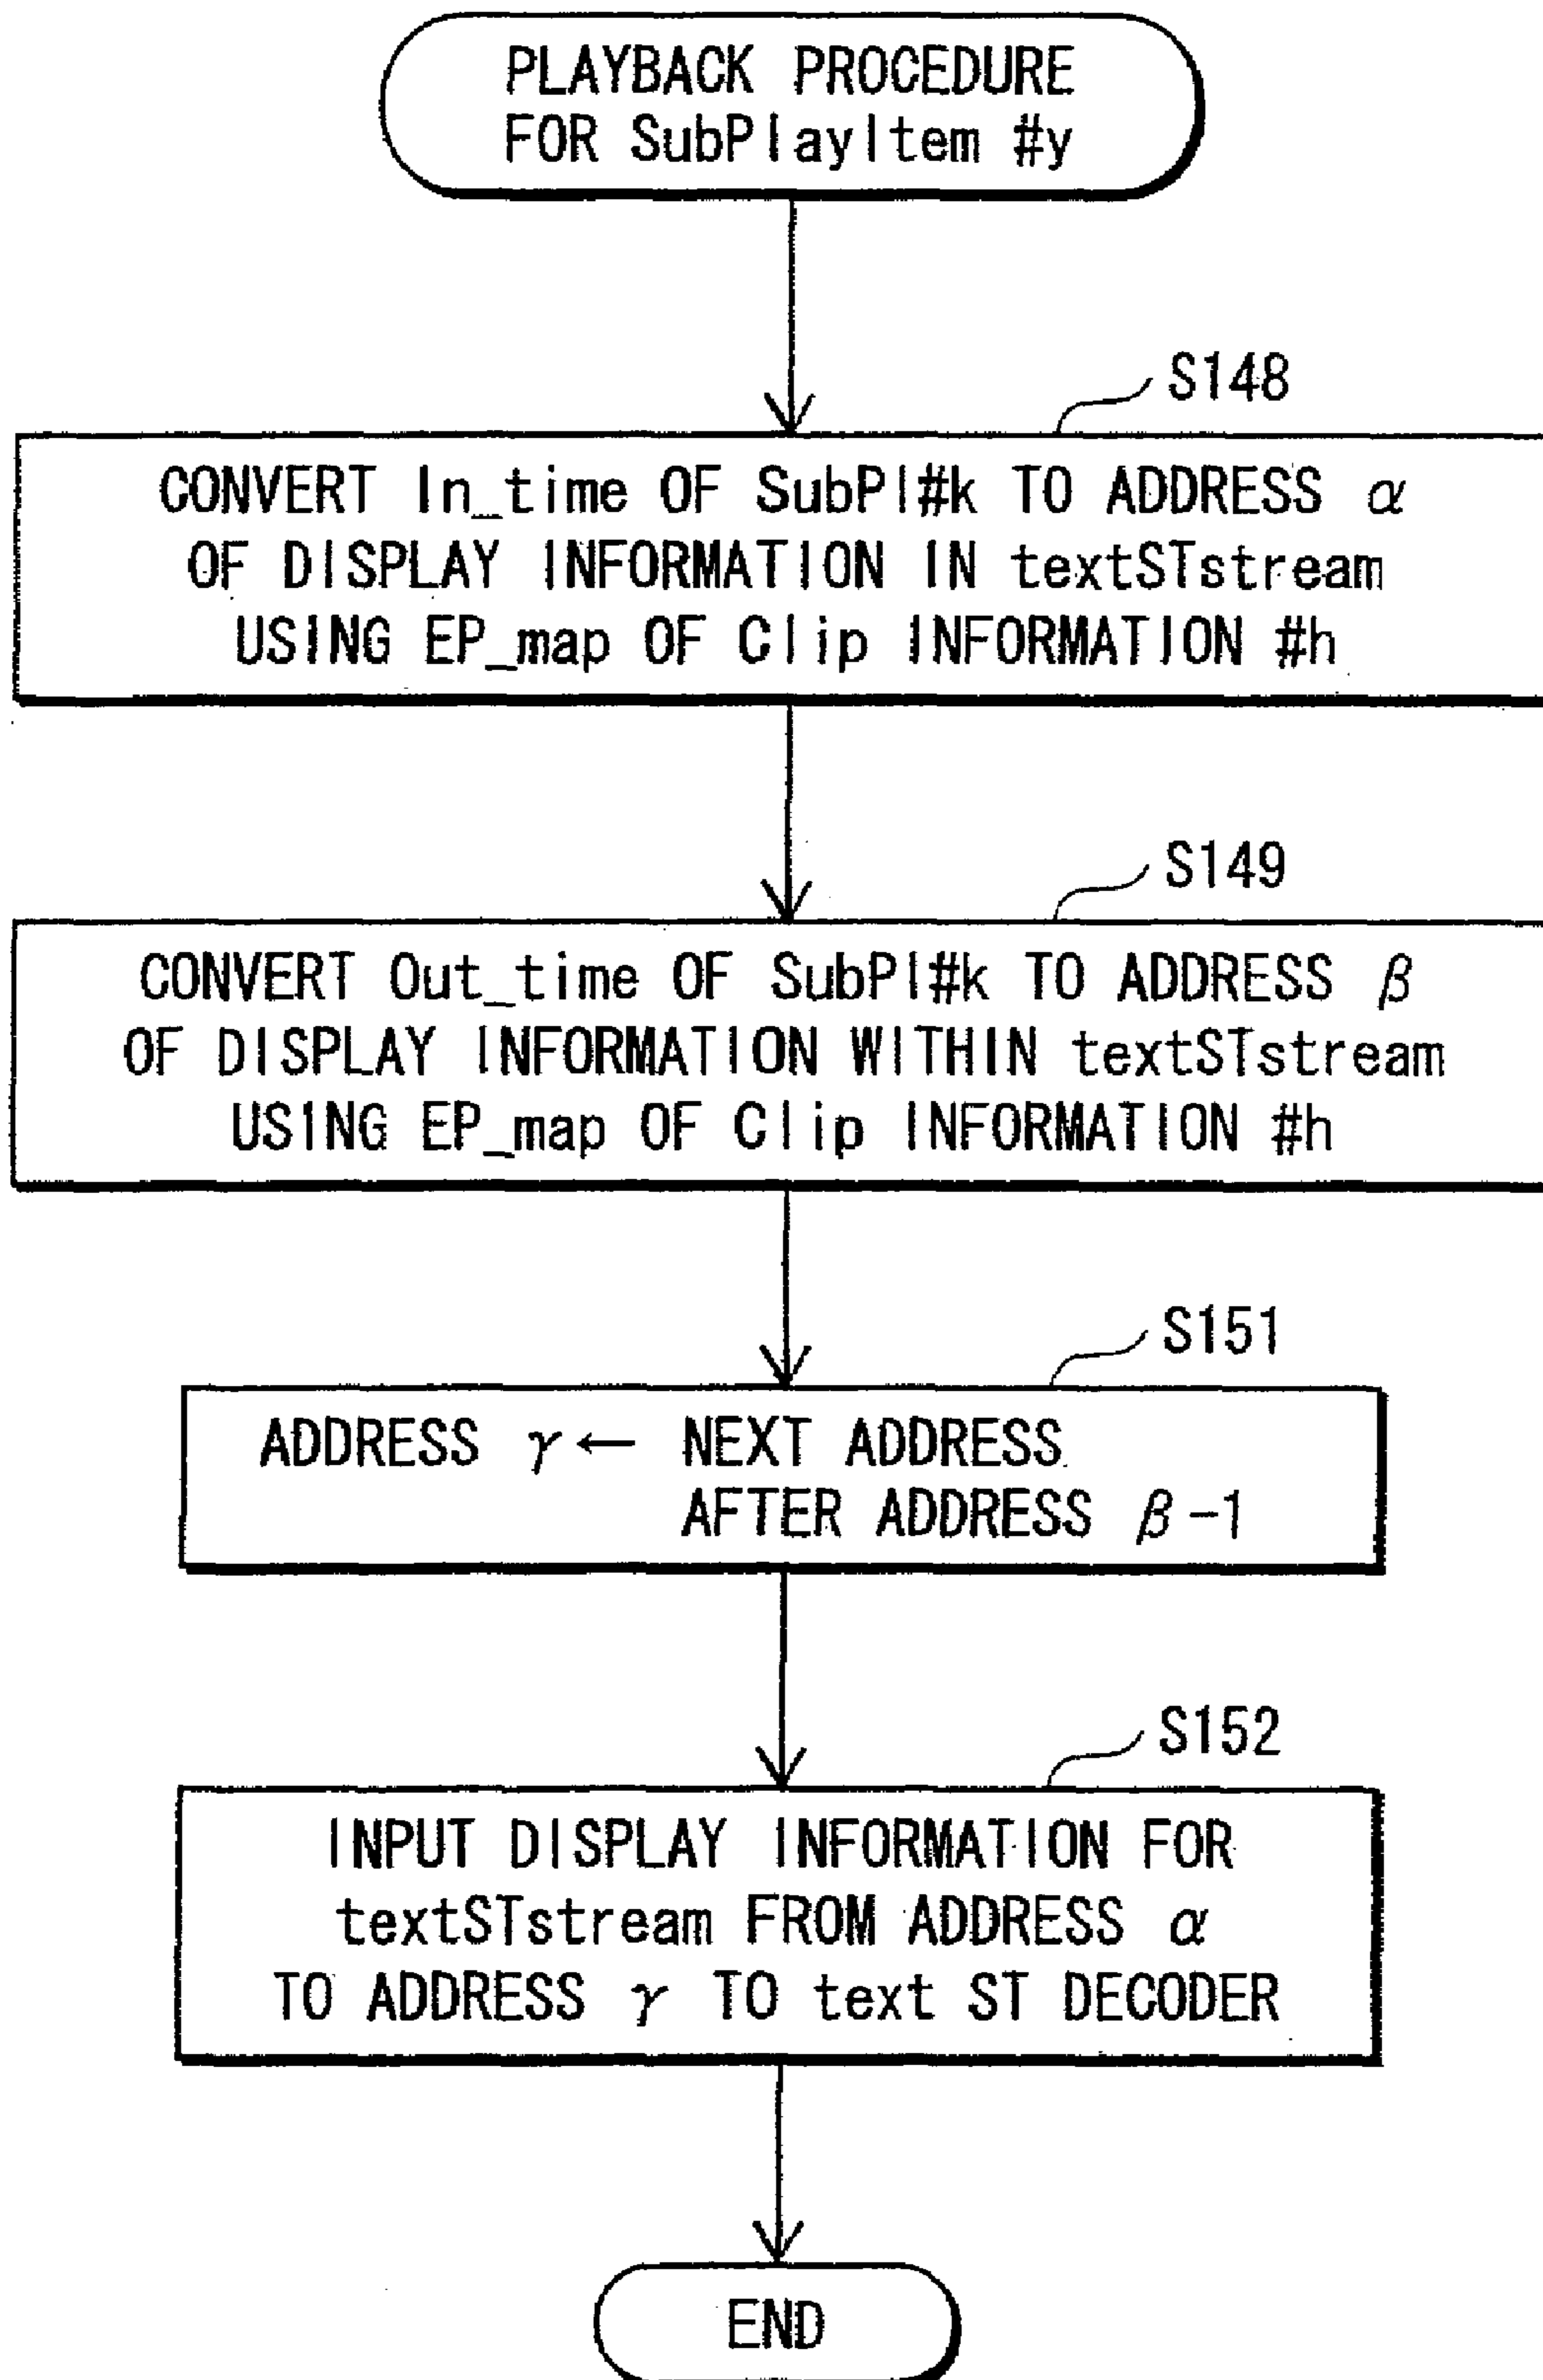 PLAYBACK PROCEDURE
FOR SubPlayItem #y
S148
CONVERT In_time OF SubPl#k TO ADDRESS α
OF DISPLAY INFORMATION IN textSTstream
USING EP_map OF Clip INFORMATION #h
S149
CONVERT Out_time OF SubPl#k TO ADDRESS β
OF DISPLAY INFORMATION WITHIN textSTstream
USING EP_map OF Clip INFORMATION #h
S151
ADDRESS γ ← NEXT ADDRESS
AFTER ADDRESS β-1
S152
INPUT DISPLAY INFORMATION FOR
textSTstream FROM ADDRESS α
TO ADDRESS γ TO text ST DECODER
END